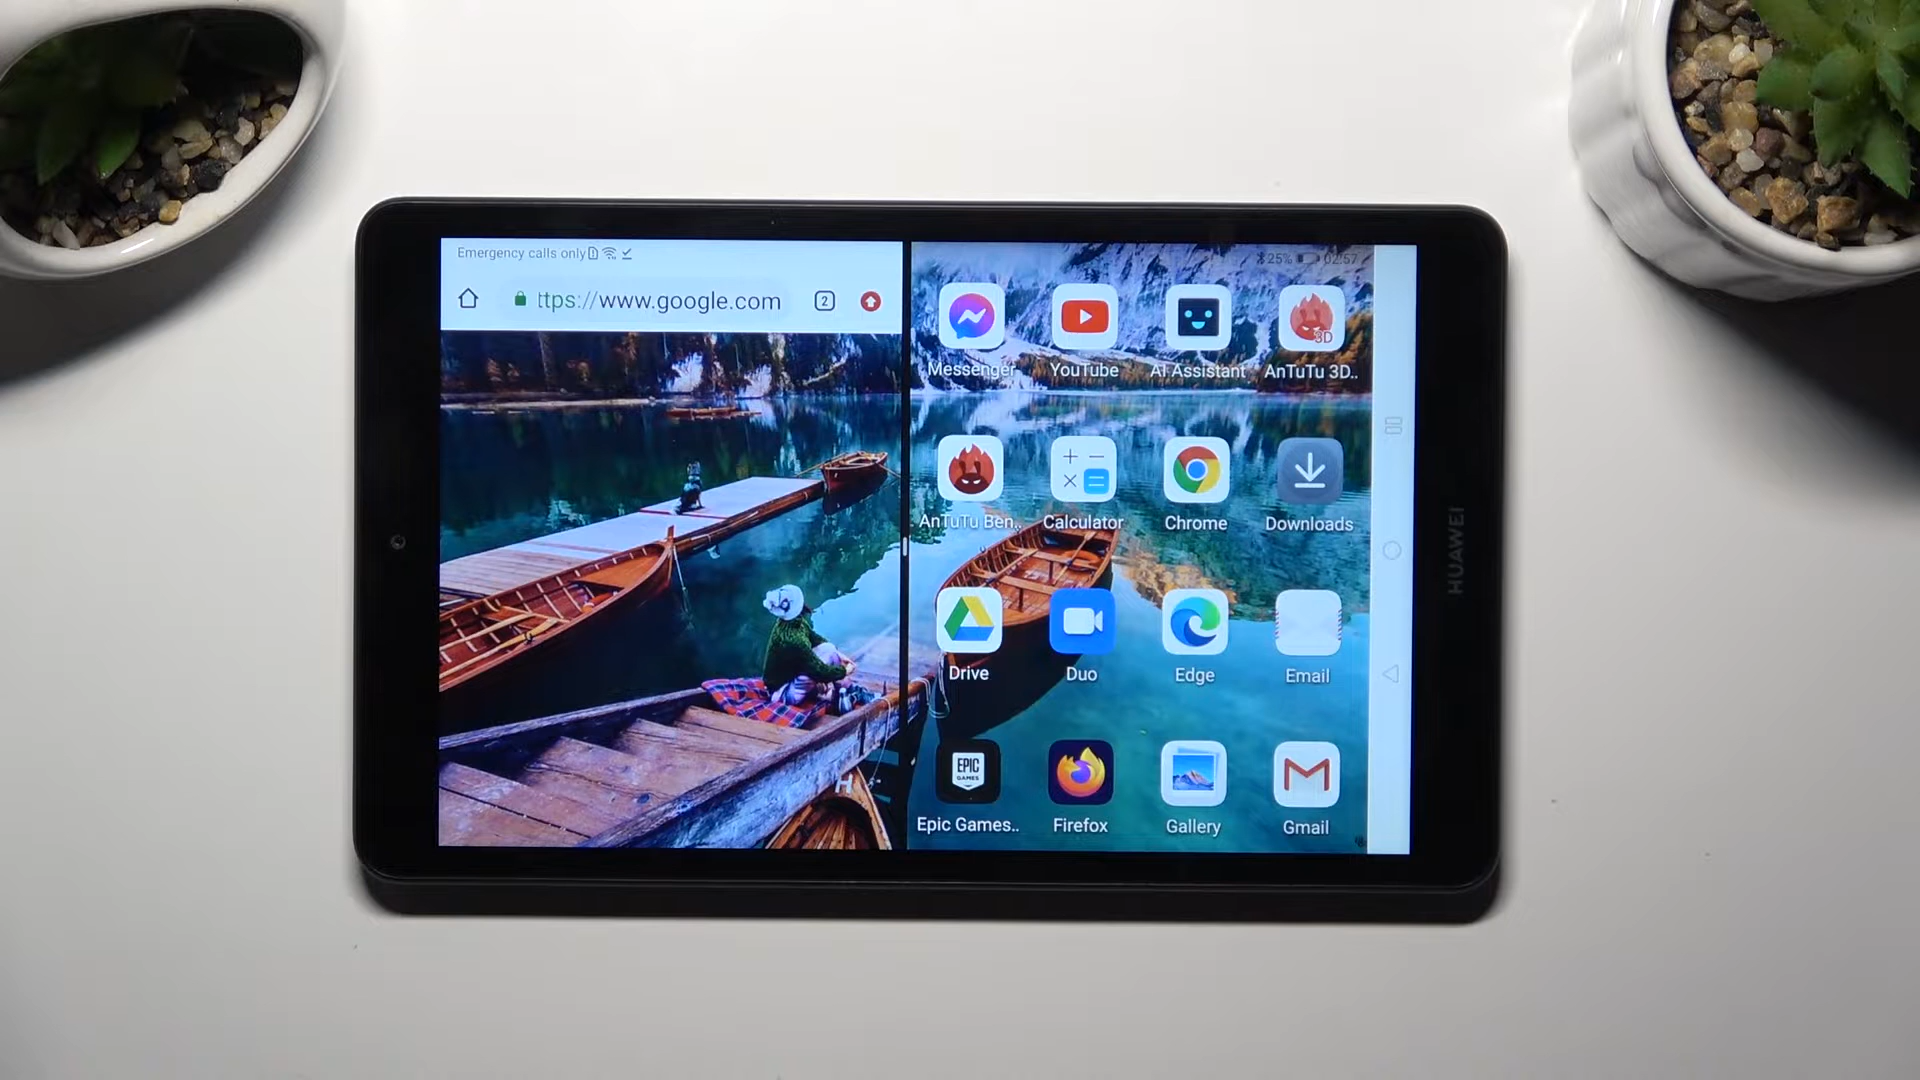 Emergency calls only
25% 02:57
ttps://www.google.com 2
Messenger YouTube AI Assistant AnTuTu 3D..
3D
AnTuTu Ben.. Calculator Chrome Downloads
HUAWEI
Drive Duo Edge Email
EPIC
GAMES
Epic Games.. Firefox Gallery Gmail